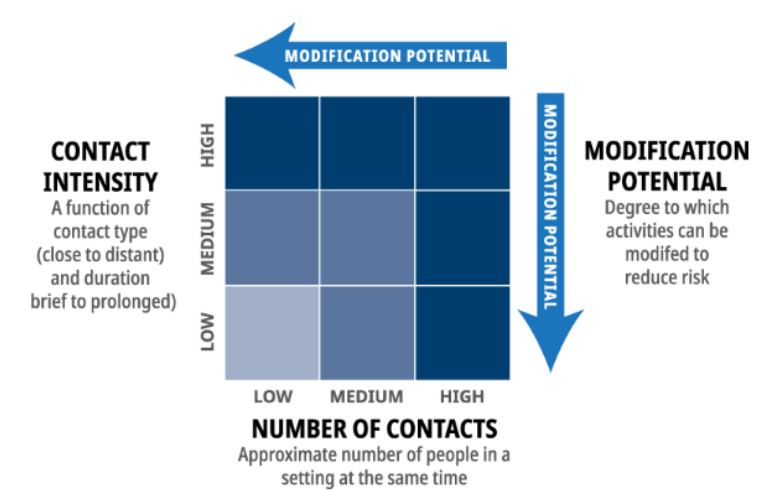 MODIFICATION POTENTIAL
CONTACT
INTENSITY
A function of
contact type
(close to distant)
and duration
brief to prolonged)
HIGH
MEDIUM
LOW
MODIFICATION POTENTIAL
MODIFICATION
POTENTIAL
Degree to which
activities can be
modifed to
reduce risk
LOW MEDIUM HIGH
NUMBER OF CONTACTS
Approximate number of people in a
setting at the same time